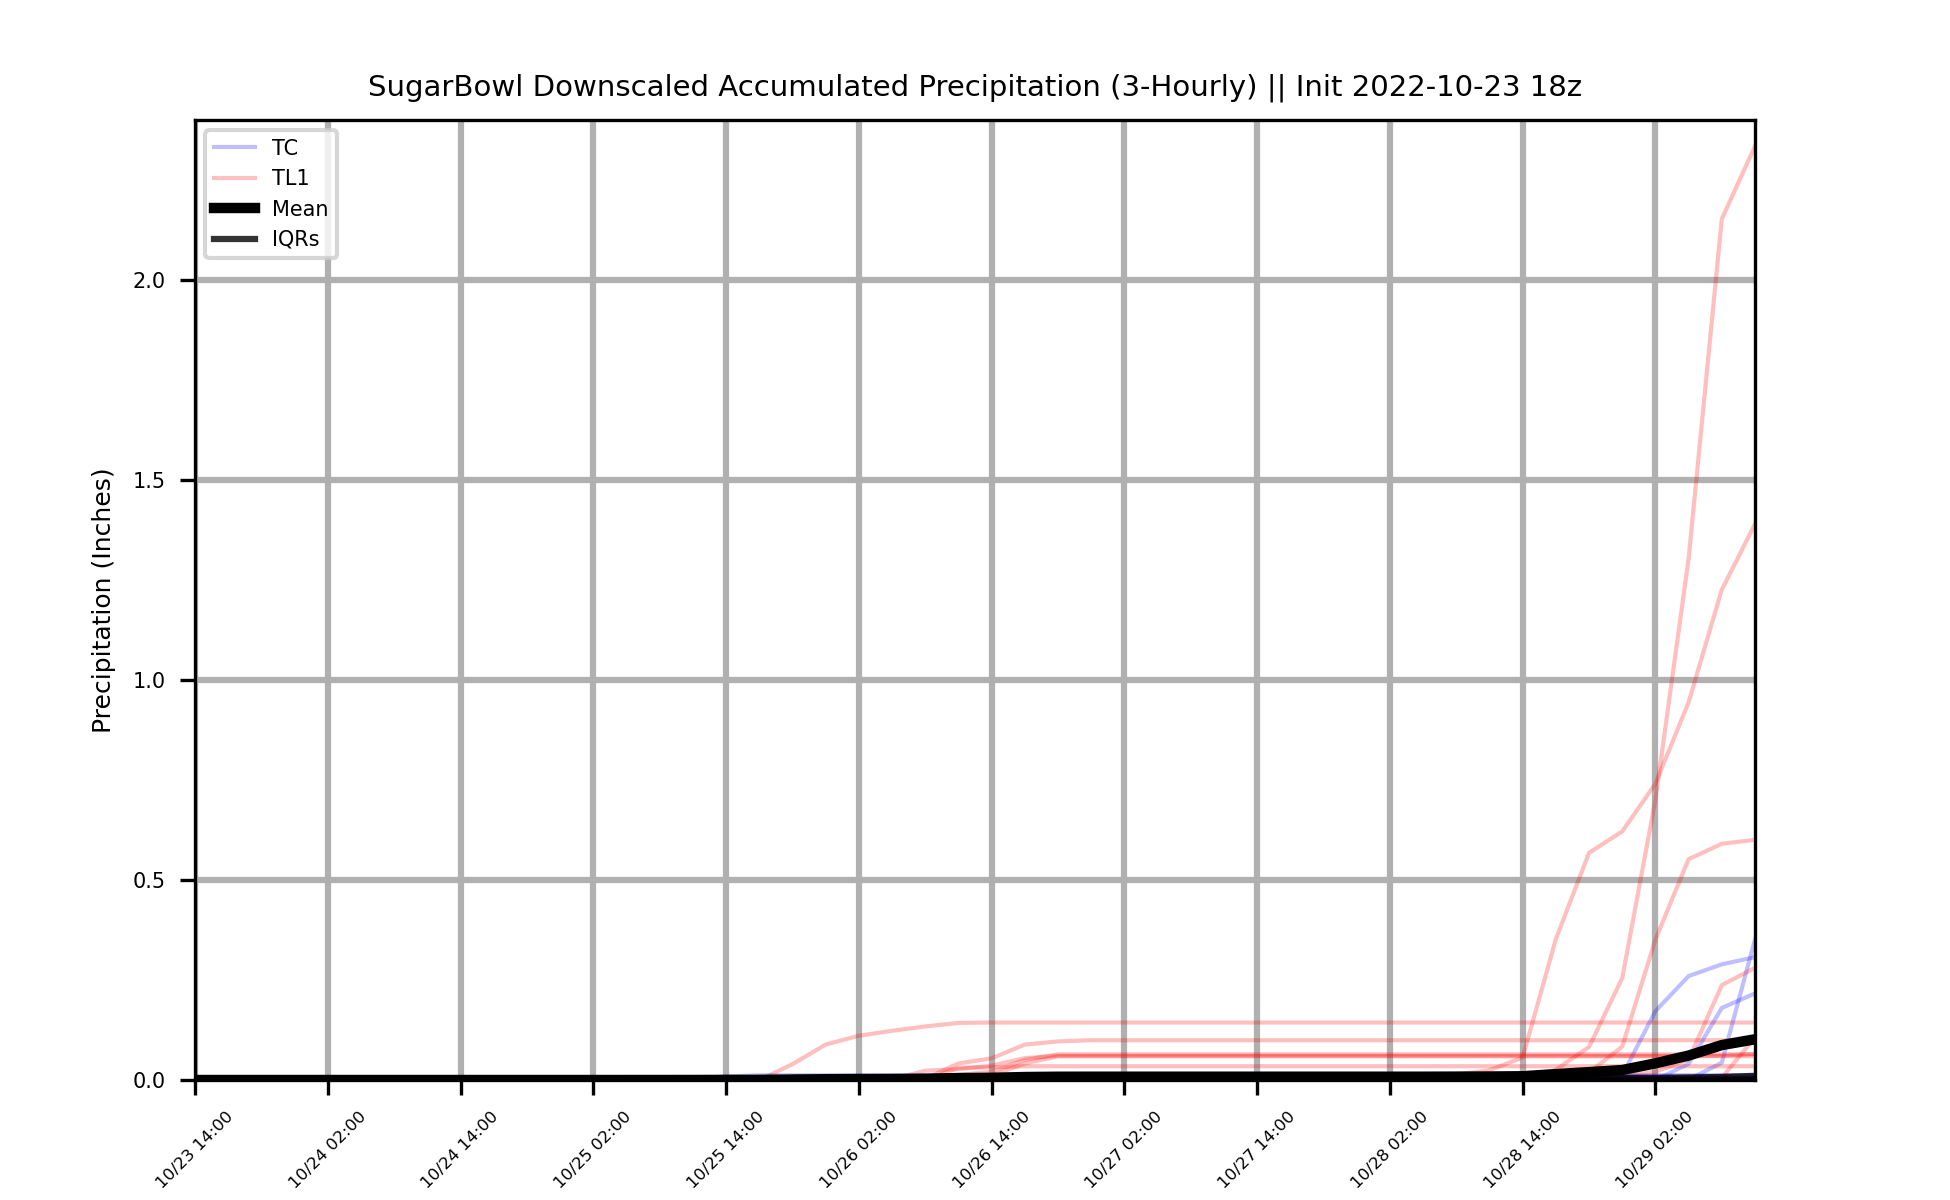 SugarBowl Downscaled Accumulated Precipitation (3-Hourly) || Init 2022-10-23 18z
TC
TL1
Mean
IQRs
Precipitation (Inches)
2.0
1.5
1.0
0.5
0.0
10/23 14:00
10/24 02:00
10/24 14:00
10/25 02:00
10/25 14:00
10/26 02:00
10/26 14:00
10/27 02:00
10/27 14:00
10/28 02:00
10/28 14:00
10/29 02:00